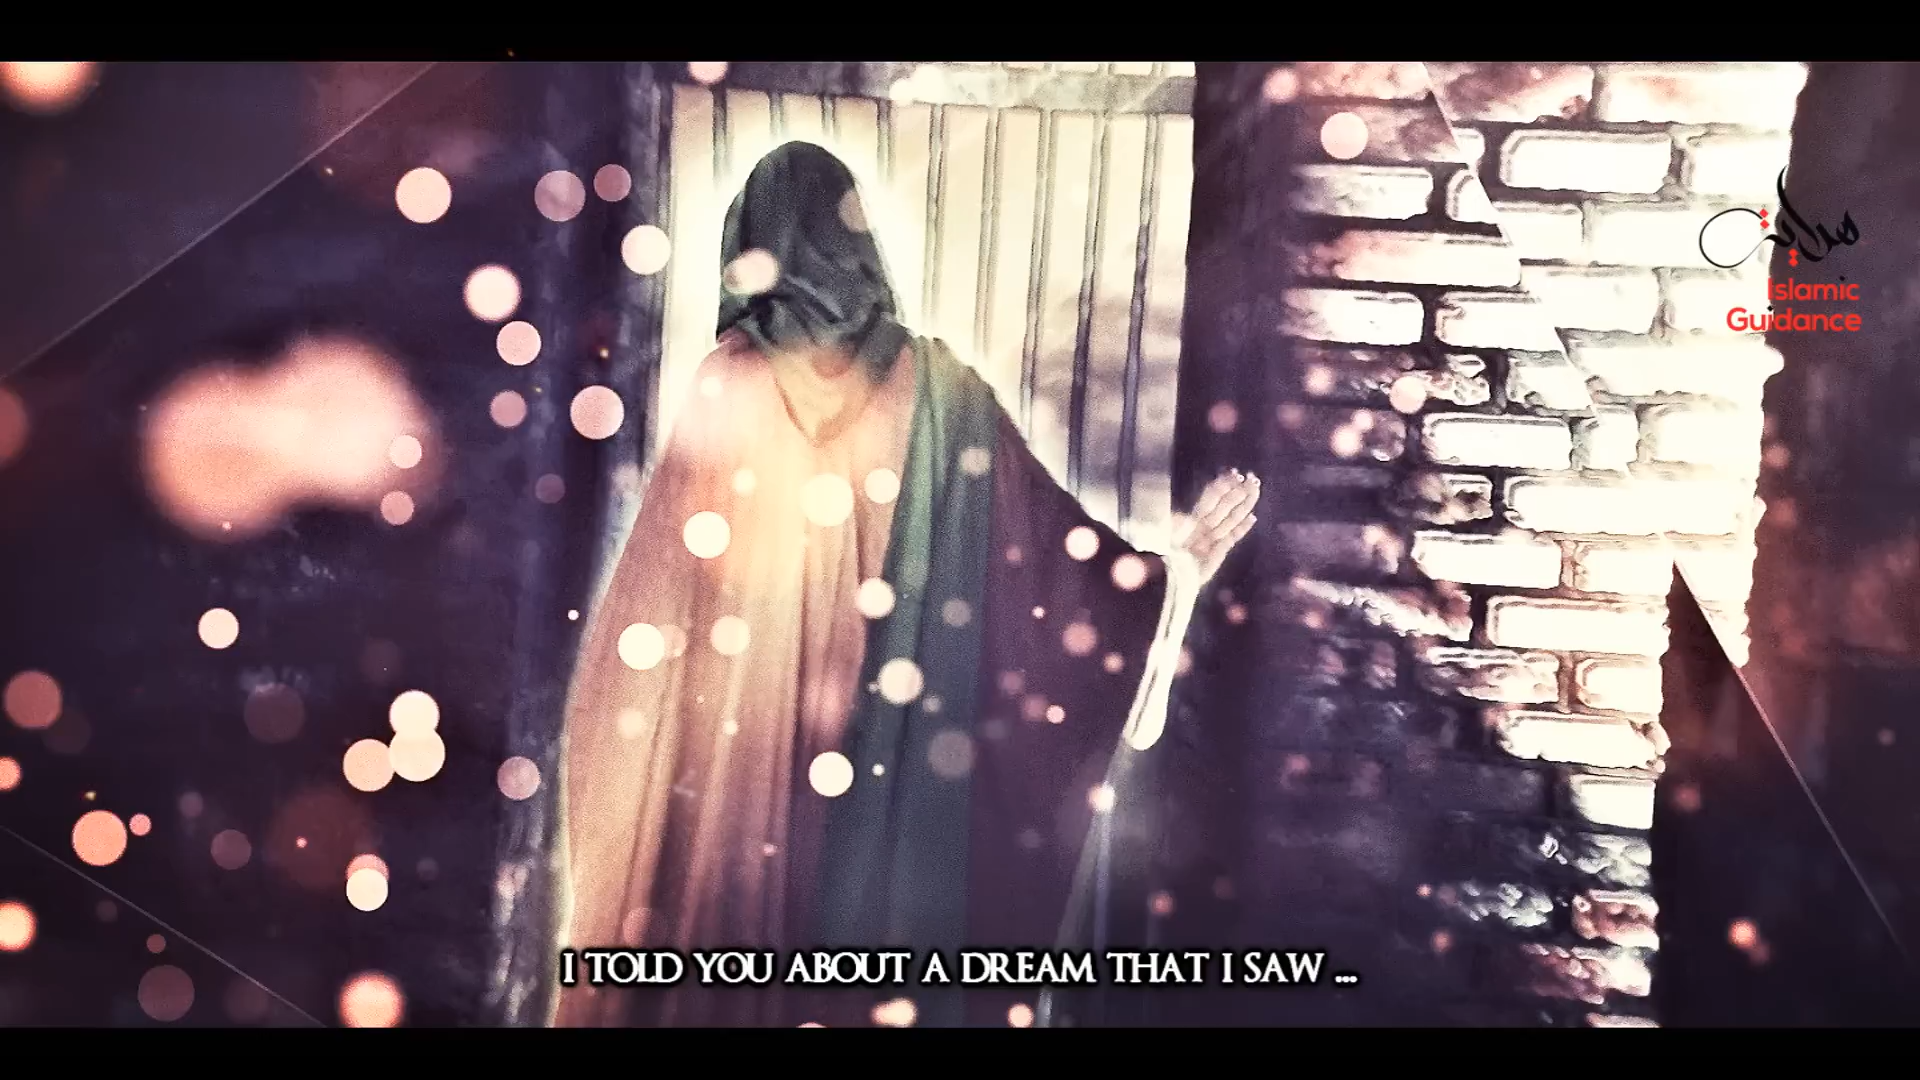 هداية
Islamic
Guidance
I TOLD YOU ABOUT A DREAM THAT I SAW ...